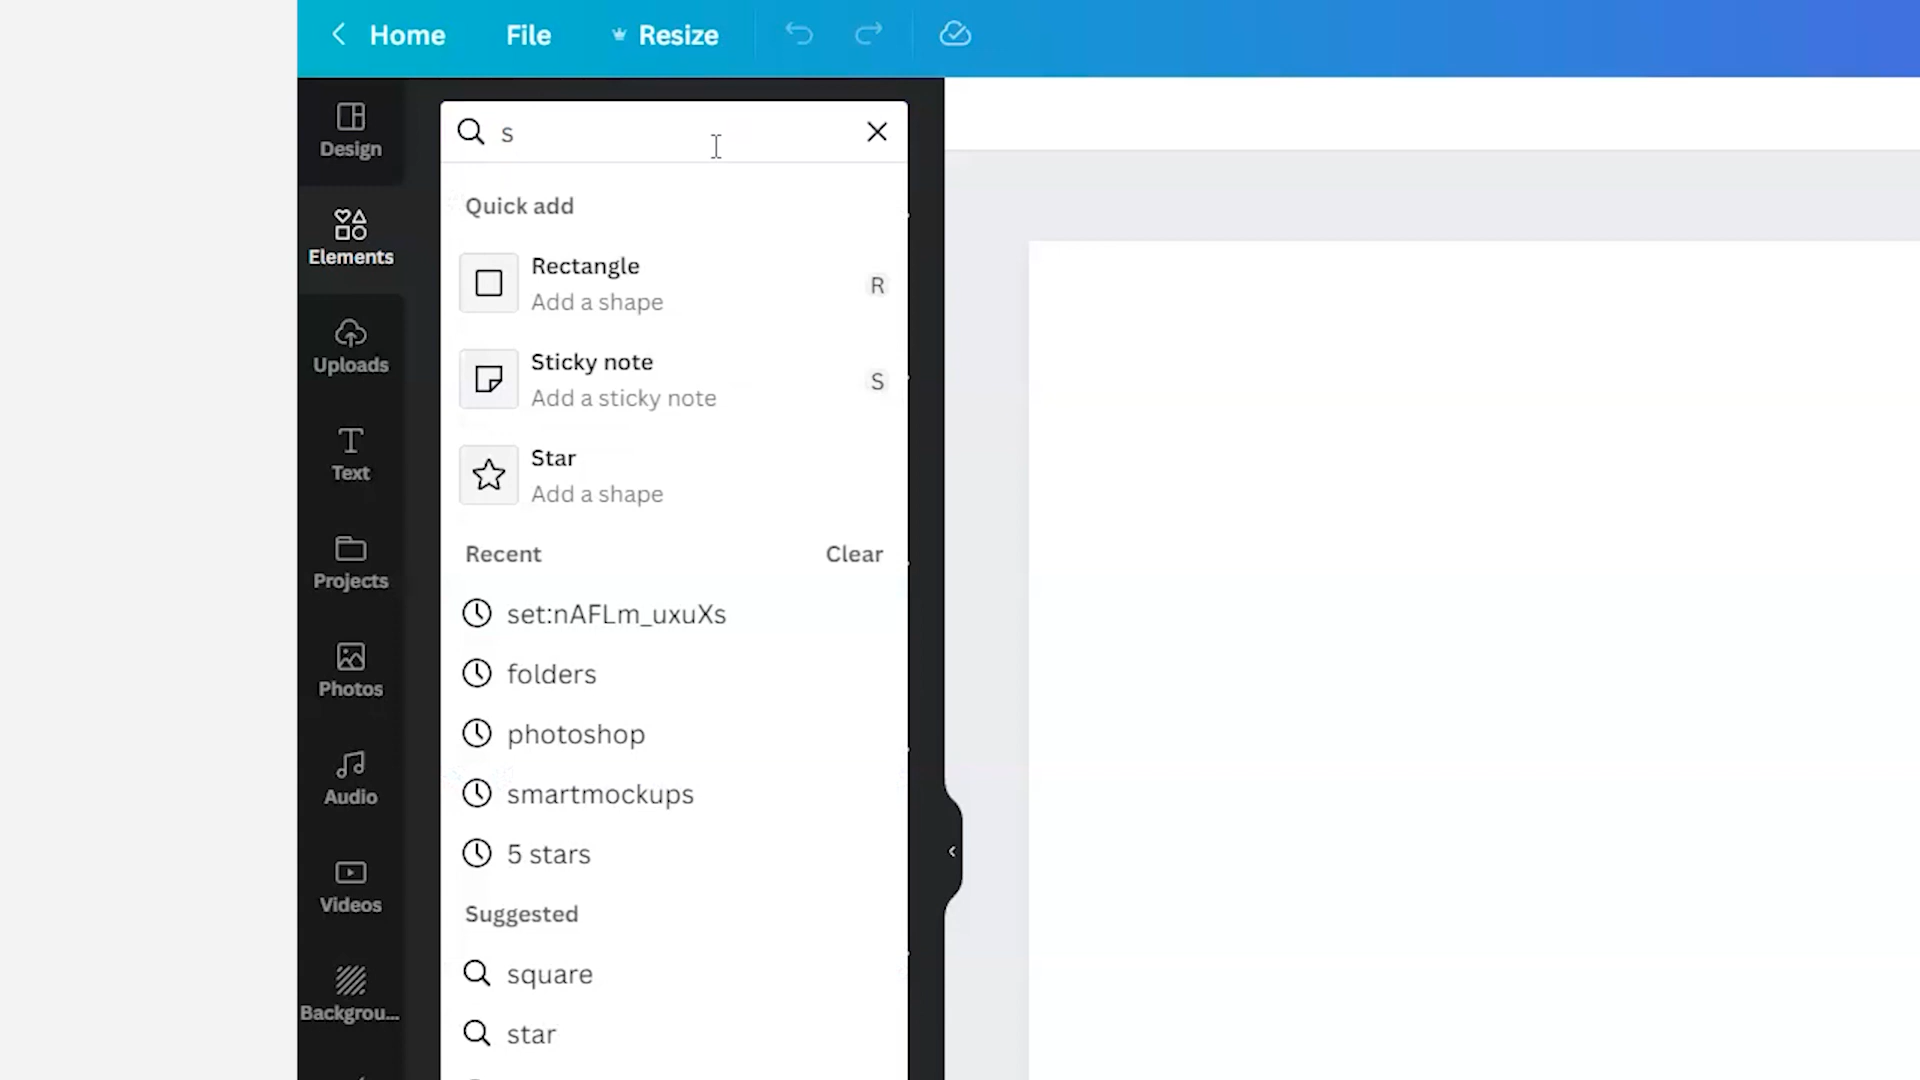 Home File Resize
Design
Elements
Uploads
Text
Projects
Photos
Audio
Videos
Backgrou...
s
Quick add
Rectangle
Add a shape
R
Sticky note
Add a sticky note
S
Star
Add a shape
Recent Clear
set:nAFLm_uxuXs
folders
photoshop
smartmockups
5 stars
Suggested
square
star